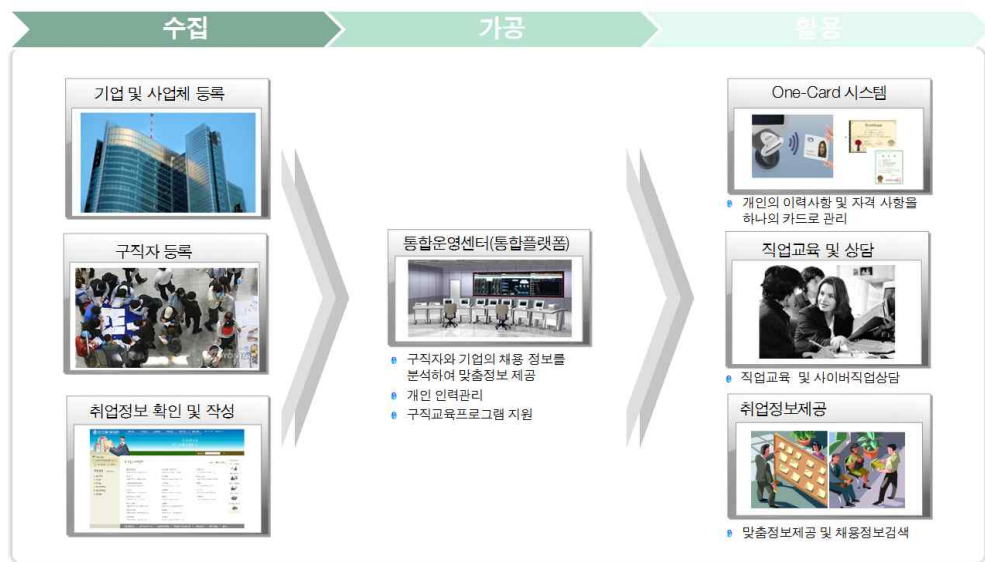 수집
가공
활용
기업 및 사업체 등록
구직자 등록
취업정보 확인 및 작성
통합운영센터(통합플랫폼)
구직자와 기업의 채용 정보를
분석하여 맞춤정보 제공
개인 인력관리
구직교육프로그램 지원
One-Card 시스템
개인의 이력사항 및 자격 사항을
하나의 카드로 관리
직업교육 및 상담
직업교육 및 사이버직업상담
취업정보제공
맞춤정보제공 및 채용정보검색